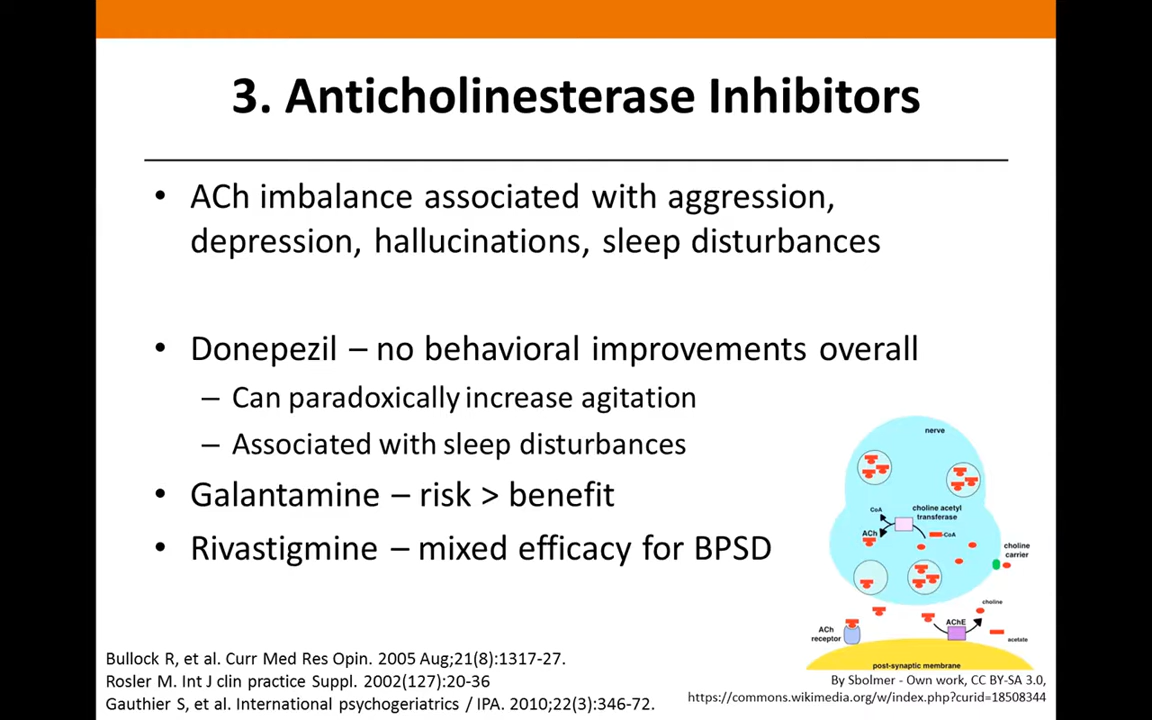 3. Anticholinesterase Inhibitors
• ACh imbalance associated with aggression,
depression, hallucinations, sleep disturbances
• Donepezil – no behavioral improvements overall
– Can paradoxically increase agitation
– Associated with sleep disturbances
• Galantamine – risk > benefit
• Rivastigmine – mixed efficacy for BPSD
nerve
choline acetyl
transferase
CoA
ACh
-CoA
choline
carrier
choline
AChE
ACh
receptor
acetate
post-synaptic membrane
Bullock R, et al. Curr Med Res Opin. 2005 Aug;21(8):1317-27.
Rosler M. Int J clin practice Suppl. 2002(127):20-36
Gauthier S, et al. International psychogeriatrics / IPA. 2010;22(3):346-72.
By Sbolmer - Own work, CC BY-SA 3.0,
https://commons.wikimedia.org/w/index.php?curid=18508344